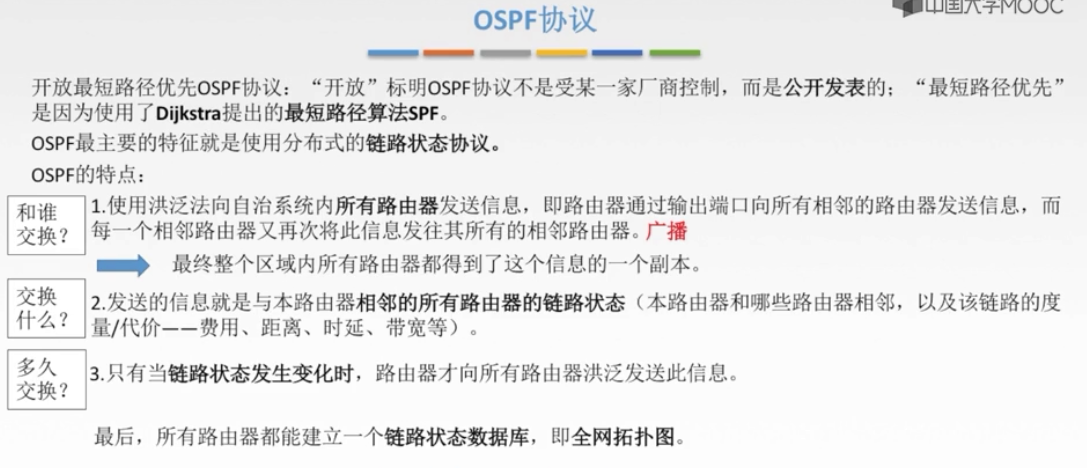 中国大学MOOC
OSPF协议
开放最短路径优先OSPF协议：“开放”标明OSPF协议不是受某一家厂商控制，而是公开发表的；“最短路径优先”
是因为使用了Dijkstra提出的最短路径算法SPF。
OSPF最主要的特征就是使用分布式的链路状态协议。
OSPF的特点：
和谁
交换？
1.使用洪泛法向自治系统内所有路由器发送信息，即路由器通过输出端口向所有相邻的路由器发送信息，而
每一个相邻路由器又再次将此信息发往其所有的相邻路由器。广播
最终整个区域内所有路由器都得到了这个信息的一个副本。
交换
什么？
2.发送的信息就是与本路由器相邻的所有路由器的链路状态（本路由器和哪些路由器相邻，以及该链路的度
量/代价——费用、距离、时延、带宽等）。
多久
交换？
3.只有当链路状态发生变化时，路由器才向所有路由器洪泛发送此信息。
最后，所有路由器都能建立一个链路状态数据库，即全网拓扑图。